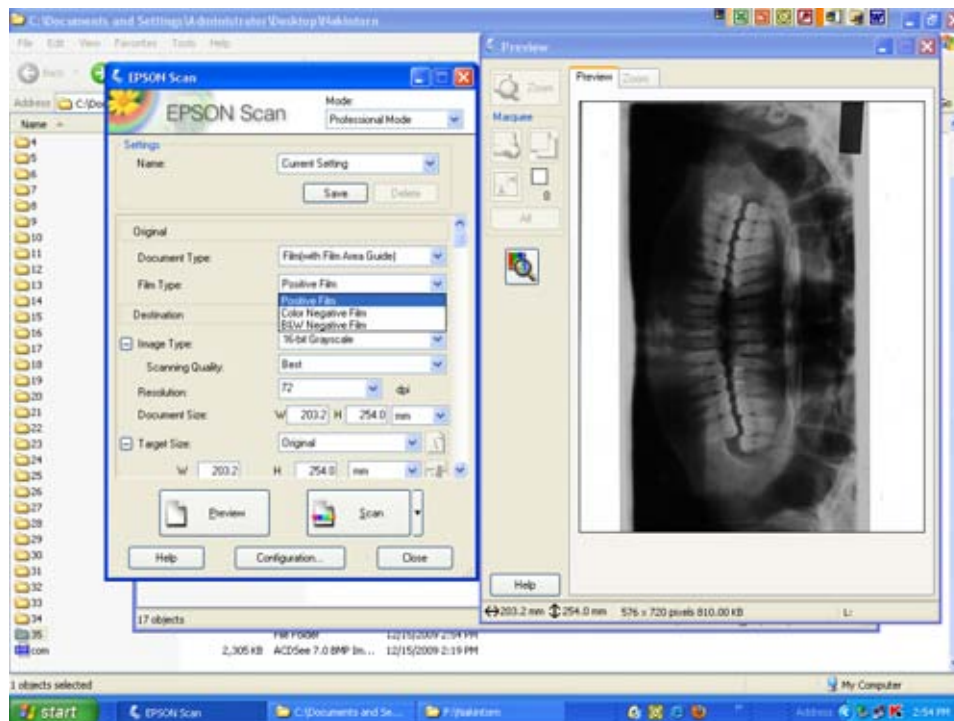 C:\Documents and Settings\Administrator\Desktop\Nakintorn
File Edit View Favorites Tools Help
Back
Address C:\Do
Name
4
5
6
7
8
9
10
11
12
13
14
15
16
17
18
19
20
21
22
23
24
25
26
27
28
29
30
31
32
33
34
35
com
EPSON Scan
EPSON Scan
Mode:
Professional Mode
Settings
Name:
Current Setting
Save Delete
Original
Document Type:
Film(with Film Area Guide)
Film Type:
Positive Film
Positive Film
Color Negative Film
B&W Negative Film
Destination
Image Type:
16-bit Grayscale
Scanning Quality:
Best
Resolution:
72 dpi
Document Size:
W 203.2 H 254.0 mm
Target Size:
Original
W 203.2 H 254.0 mm
Preview Scan
Help Configuration... Close
17 objects
File Folder 12/15/2009 2:54 PM
2,305 KB ACDSee 7.0 BMP Im... 12/15/2009 2:19 PM
Preview
Zoom
Preview Zoom
Marquee
0
All
Help
203.2 mm 254.0 mm 576 x 720 pixels 810.00 KB L:
Go
1 objects selected
My Computer
start
EPSON Scan
C:\Documents and Se...
F:\Nakintorn
Address
2:54 PM